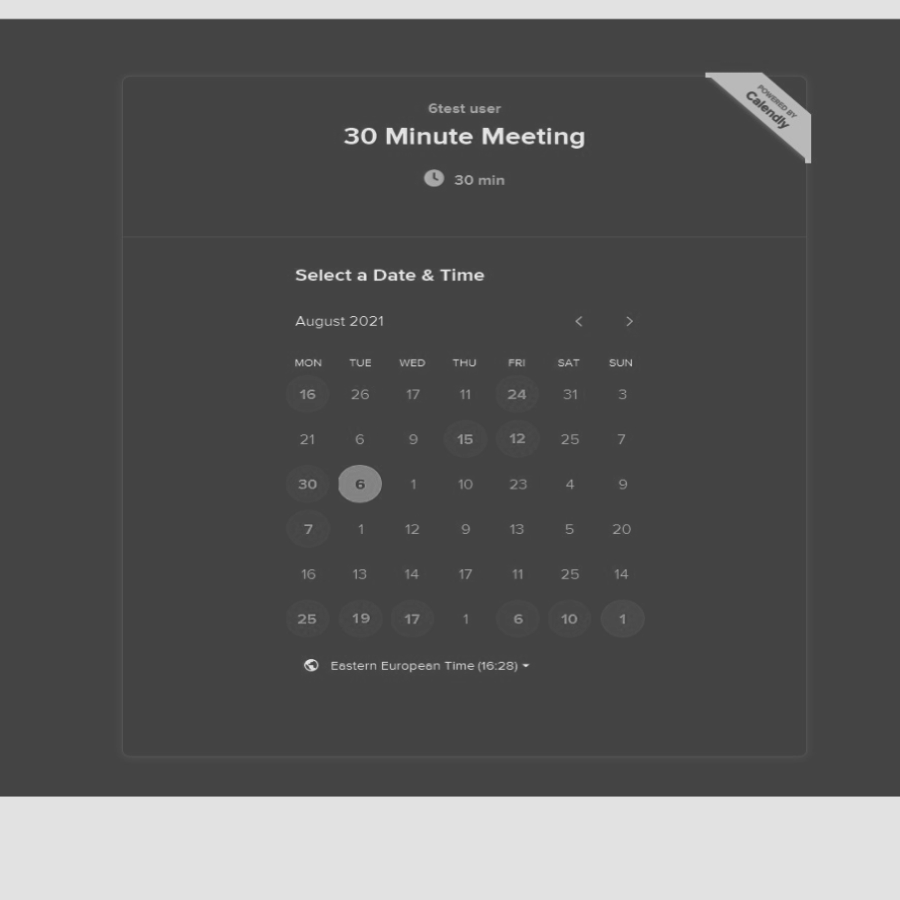 POWERED BY
Calendly
6test user
30 Minute Meeting
30 min
Select a Date & Time
August 2021
MON TUE WED THU FRI SAT SUN
16 26 17 11 24 31 3
21 6 9 15 12 25 7
30 6 1 10 23 4 9
7 1 12 9 13 5 20
16 13 14 17 11 25 14
25 19 17 1 6 10 1
Eastern European Time (16:28)